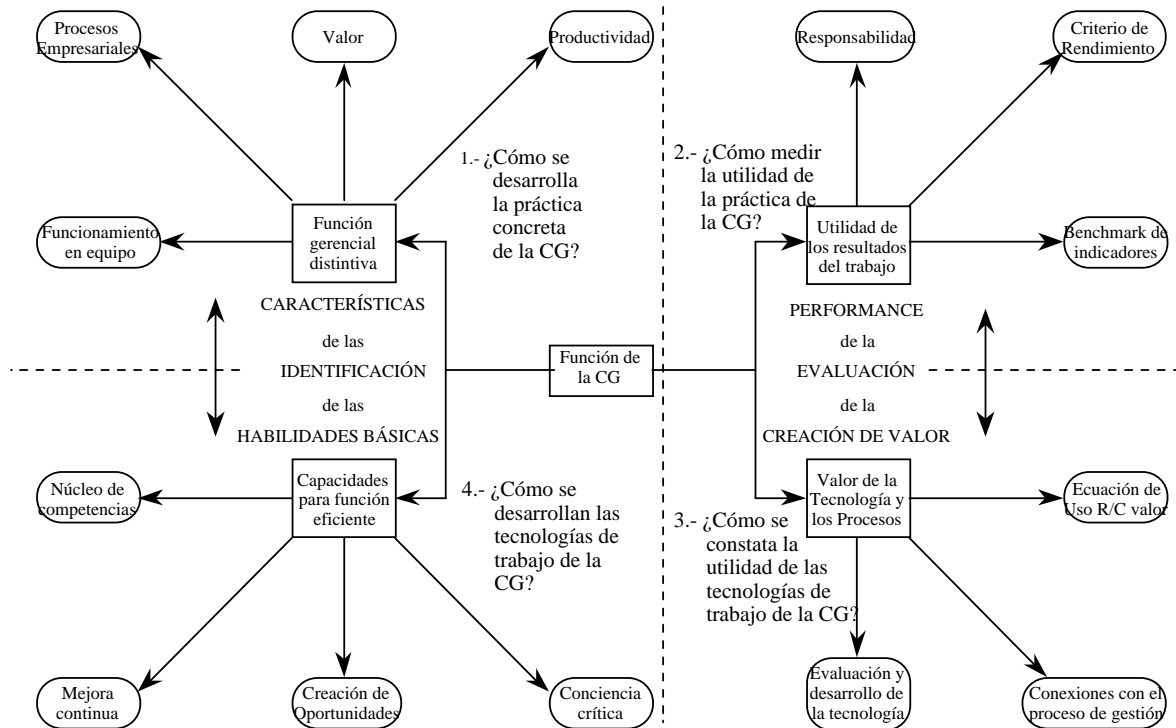 Procesos
Empresariales
Valor
Productividad
Responsabilidad
Criterio de
Rendimiento
1.- ¿Cómo se
desarrolla
la práctica
concreta
de la CG?
2.- ¿Cómo medir
la utilidad de
la práctica de
la CG?
Funcionamiento
en equipo
Función
gerencial
distintiva
Utilidad de
los resultados
del trabajo
Benchmark de
indicadores
CARACTERÍSTICAS
de las
IDENTIFICACIÓN
de las
HABILIDADES BÁSICAS
Función de
la CG
PERFORMANCE
de la
EVALUACIÓN
de la
CREACIÓN DE VALOR
Núcleo de
competencias
Capacidades
para función
eficiente
4.- ¿Cómo se
desarrollan las
tecnologías de
trabajo de la
CG?
3.- ¿Cómo se
constata la
utilidad de las
tecnologías de
trabajo de la CG?
Valor de la
Tecnología y
los Procesos
Ecuación de
Uso R/C valor
Mejora
continua
Creación de
Oportunidades
Conciencia
crítica
Evaluación y
desarrollo de
la tecnología
Conexiones con el
proceso de gestión